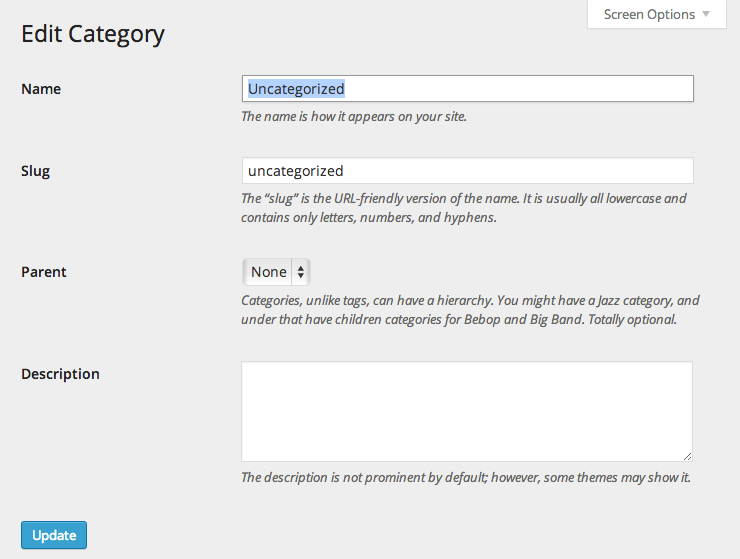 Screen Options
Edit Category
Name
Uncategorized
The name is how it appears on your site.
Slug
uncategorized
The “slug” is the URL-friendly version of the name. It is usually all lowercase and
contains only letters, numbers, and hyphens.
Parent
None
Categories, unlike tags, can have a hierarchy. You might have a Jazz category, and
under that have children categories for Bebop and Big Band. Totally optional.
Description
The description is not prominent by default; however, some themes may show it.
Update